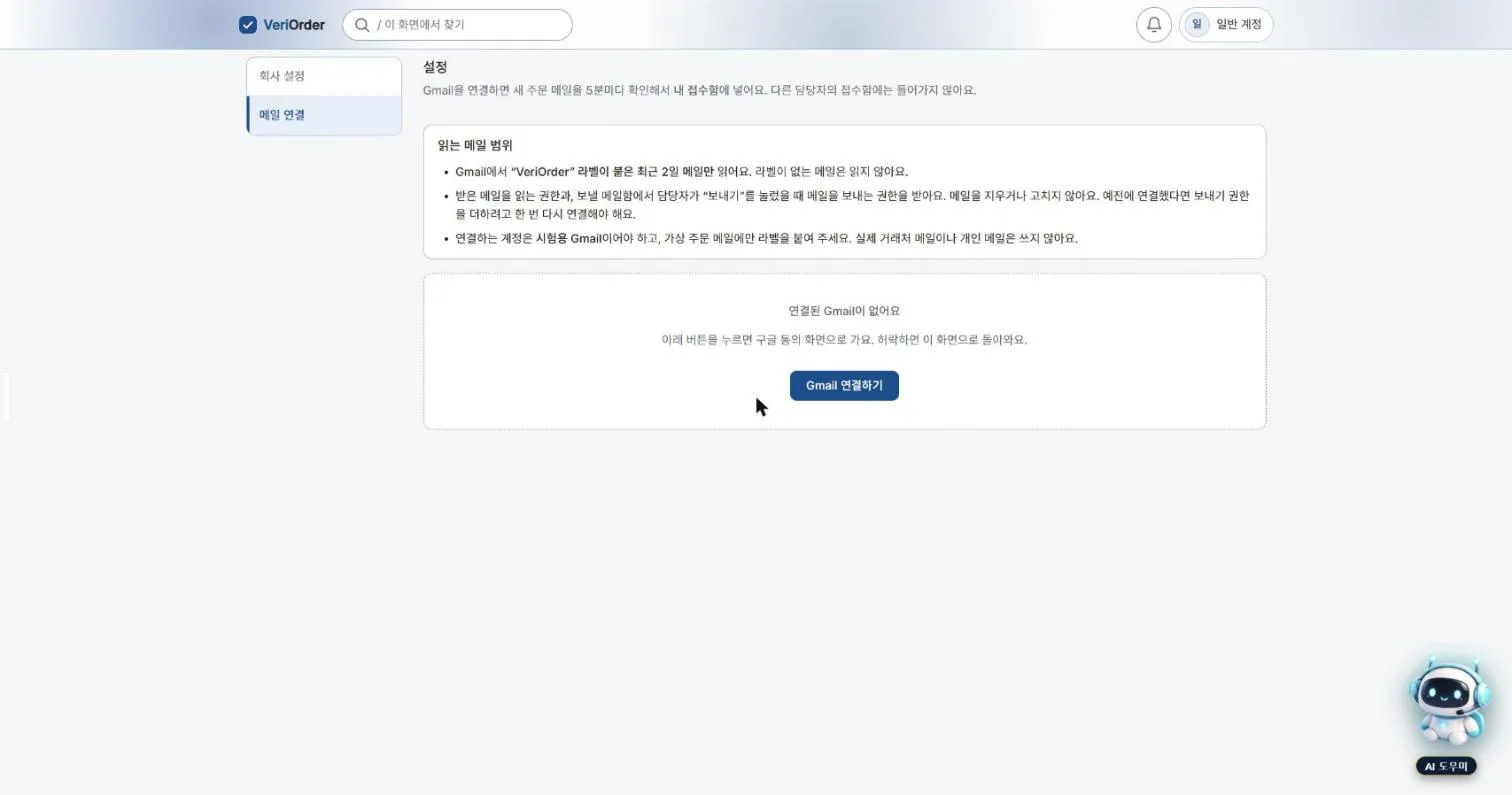 VeriOrder
/ 이 화면에서 찾기
일
일반 계정
회사 설정
메일 연결
설정
Gmail을 연결하면 새 주문 메일을 5분마다 확인해서 내 접수함에 넣어요. 다른 담당자의 접수함에는 들어가지 않아요.
읽는 메일 범위
• Gmail에서 “VeriOrder” 라벨이 붙은 최근 2일 메일만 읽어요. 라벨이 없는 메일은 읽지 않아요.
• 받은 메일을 읽는 권한과, 보낼 메일함에서 담당자가 “보내기”를 눌렀을 때 메일을 보내는 권한을 받아요. 메일을 지우거나 고치지 않아요. 예전에 연결했다면 보내기 권한
을 더하려고 한 번 다시 연결해야 해요.
• 연결하는 계정은 시험용 Gmail이어야 하고, 가상 주문 메일에만 라벨을 붙여 주세요. 실제 거래처 메일이나 개인 메일은 쓰지 않아요.
연결된 Gmail이 없어요
아래 버튼을 누르면 구글 동의 화면으로 가요. 허락하면 이 화면으로 돌아와요.
Gmail 연결하기
AI 도우미